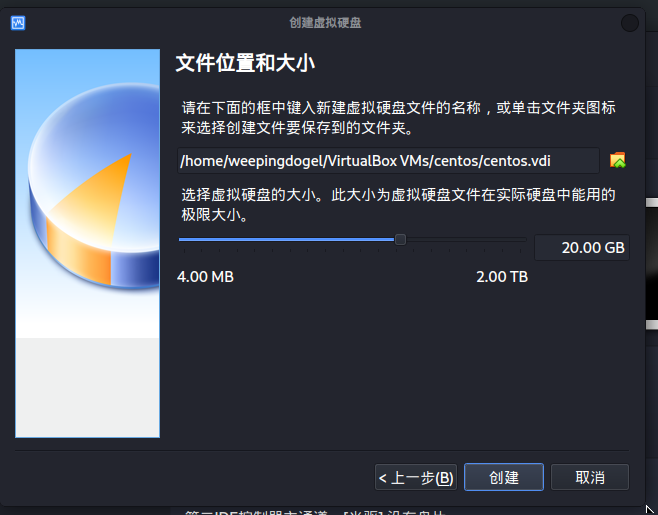 创建虚拟硬盘
文件位置和大小
请在下面的框中键入新建虚拟硬盘文件的名称，或单击文件夹图标
来选择创建文件要保存到的文件夹。
/home/weepingdogel/VirtualBox VMs/centos/centos.vdi
选择虚拟硬盘的大小。此大小为虚拟硬盘文件在实际硬盘中能用的
极限大小。
20.00 GB
4.00 MB
2.00 TB
< 上一步(B)
创建
取消